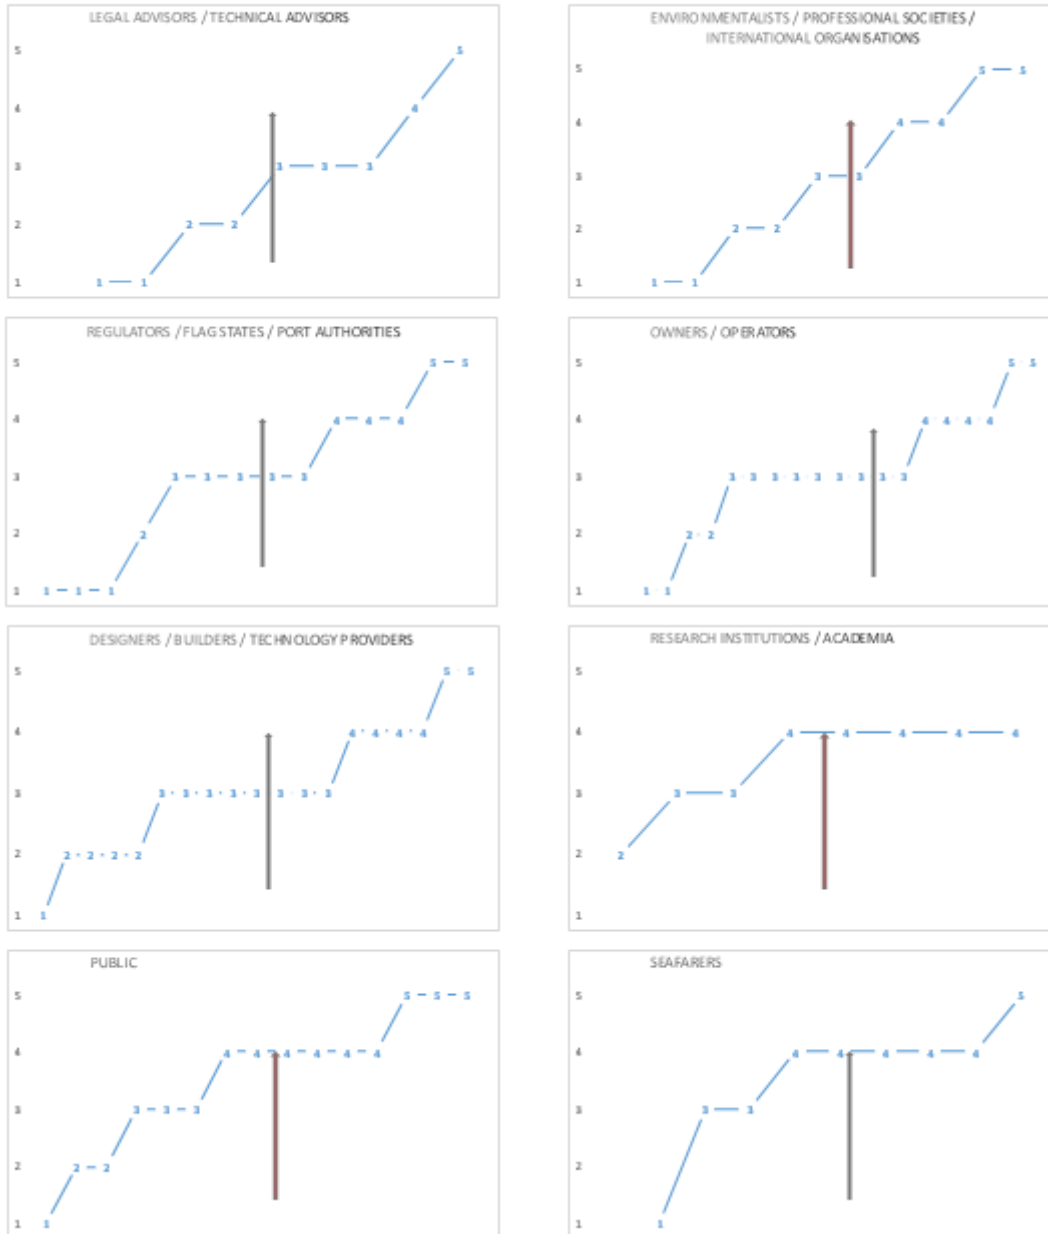 LEGAL ADVISORS / TECHNICAL ADVISORS
5
4
3
2
1
1 1 2 2 3 3 3 4 5
ENVIRONMENTALISTS / PROFESSIONAL SOCIETIES /
INTERNATIONAL ORGANISATIONS
5
4
3
2
1
1 1 2 2 3 3 4 4 5 5
REGULATORS / FLAG STATES / PORT AUTHORITIES
5
4
3
2
1
1 1 1 2 3 3 3 3 3 4 4 4 5 5
OWNERS / OPERATORS
5
4
3
2
1
1 1 2 2 3 3 3 3 3 3 3 3 3 4 4 4 4 5 5
DESIGNERS / BUILDERS / TECHNOLOGY PROVIDERS
5
4
3
2
1
1 2 2 2 2 3 3 3 3 3 3 3 3 4 4 4 4 5 5
RESEARCH INSTITUTIONS / ACADEMIA
5
4
3
2
1
2 3 3 4 4 4 4 4
PUBLIC
5
4
3
2
1
1 2 2 3 3 3 4 4 4 4 4 4 5 5 5
SEAFARERS
5
4
3
2
1
1 3 3 4 4 4 4 4 5